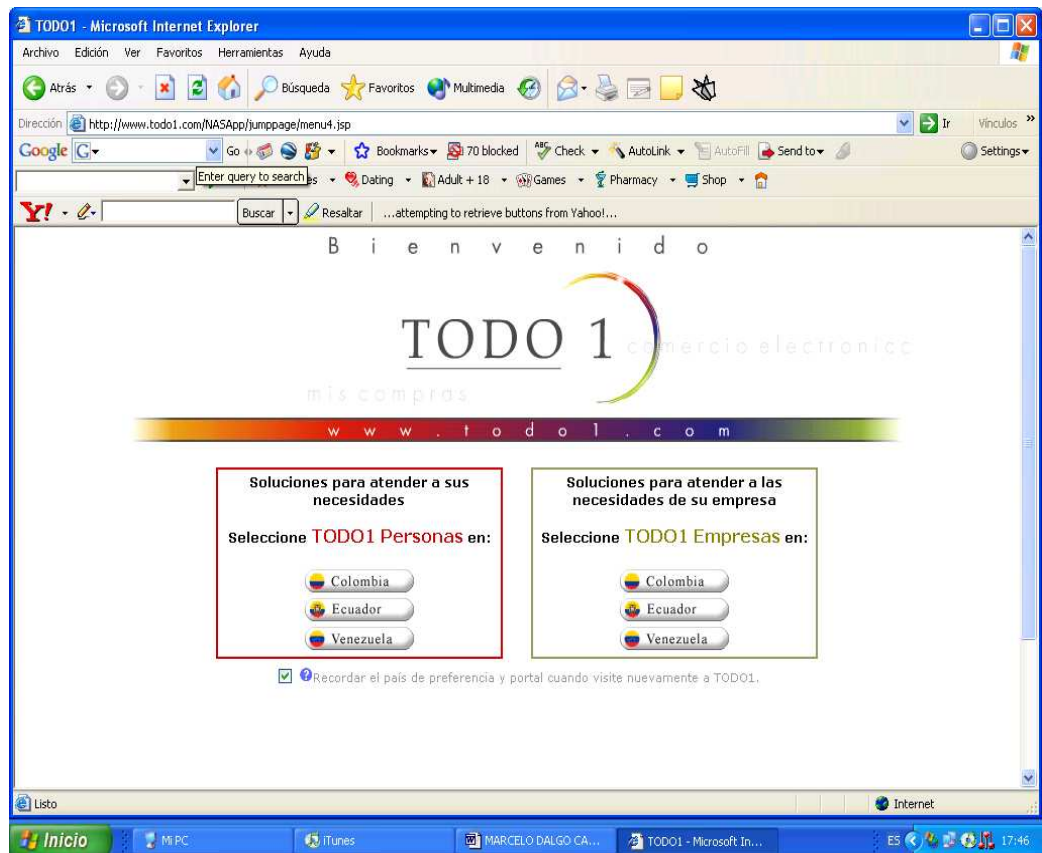 TODO1 - Microsoft Internet Explorer
Archivo Edición Ver Favoritos Herramientas Ayuda
Atrás Búsqueda Favoritos Multimedia
Dirección http://www.todo1.com/NASApp/jumppage/menu4.jsp Ir Vínculos »
Google G Go Bookmarks 70 blocked ABC Check AutoLink AutoFill Send to Settings
Enter query to search Dating Adult + 18 Games Pharmacy Shop
Y! Buscar Resaltar ...attempting to retrieve buttons from Yahoo!...
Bienvenido
TODO 1
comercio electronico
mis compras
www.todo1.com
Soluciones para atender a sus
necesidades
Seleccione TODO1 Personas en:
Colombia
Ecuador
Venezuela
Soluciones para atender a las
necesidades de su empresa
Seleccione TODO1 Empresas en:
Colombia
Ecuador
Venezuela
Recordar el país de preferencia y portal cuando visite nuevamente a TODO1.
Listo Internet
Inicio Mi PC iTunes MARCELO DALGO CA... TODO1 - Microsoft In... ES 17:46